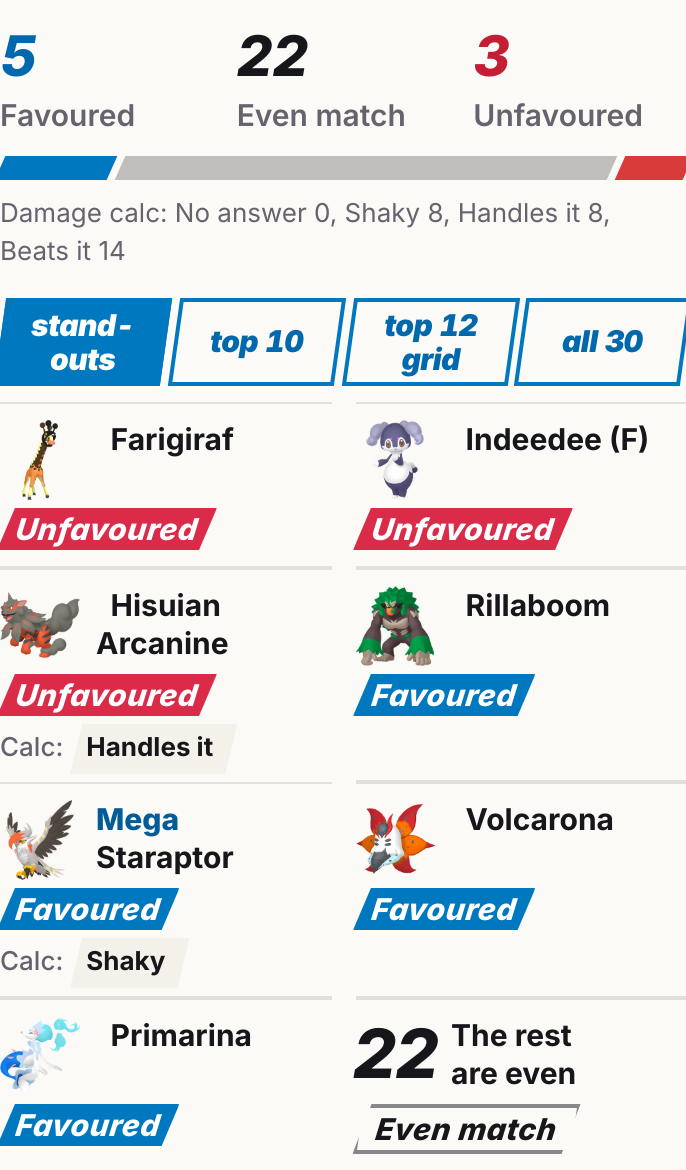 5 22 3
Favoured Even match Unfavoured
Damage calc: No answer 0, Shaky 8, Handles it 8,
Beats it 14
stand-
outs
top 10
top 12
grid
all 30
Farigiraf
Unfavoured
Indeedee (F)
Unfavoured
Hisuian
Arcanine
Unfavoured
Calc: Handles it
Rillaboom
Favoured
Mega
Staraptor
Favoured
Calc: Shaky
Volcarona
Favoured
Primarina
Favoured
22 The rest
are even
Even match